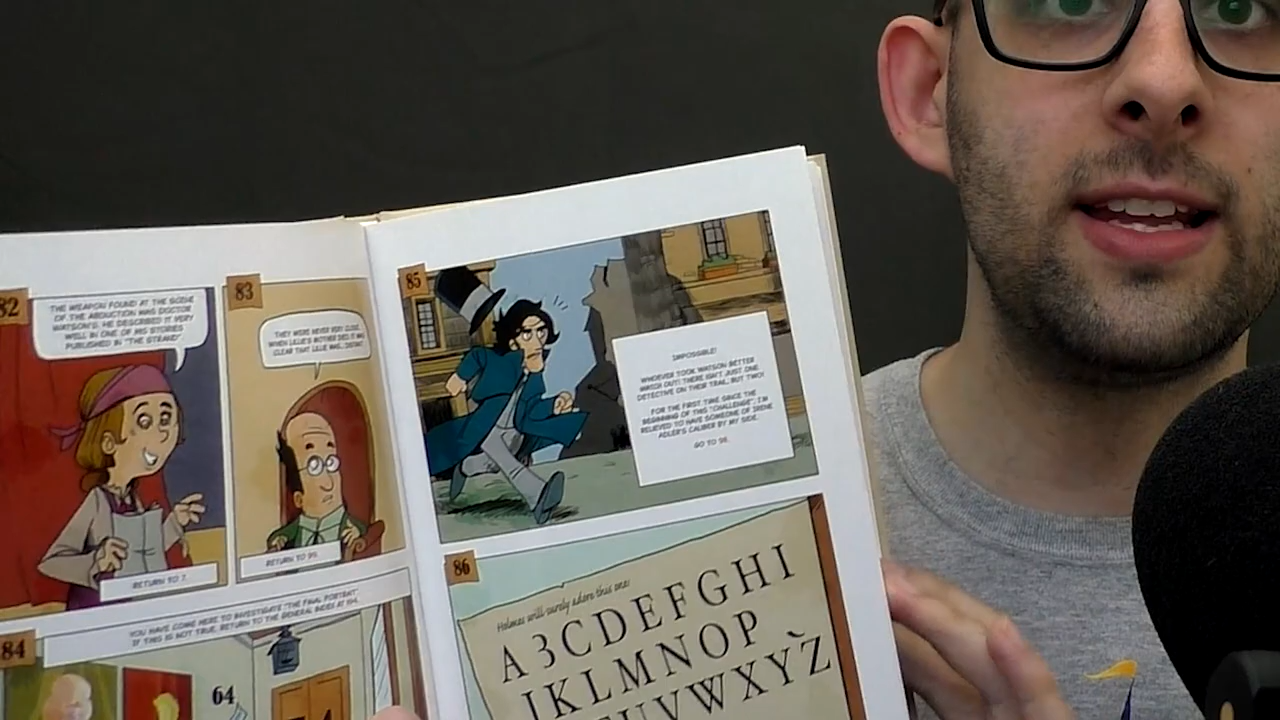 82
THE WEAPON FOUND AT THE SCENE
OF THE ABDUCTION WAS DOCTOR
WATSON'S. HE DESCRIBED IT VERY
WELL IN ONE OF HIS STORIES
PUBLISHED IN "THE STRAND".
RETURN TO 7.
83
THEY WERE NEVER VERY CLOSE.
WHEN LILLIE'S MOTHER DIED, IT WAS
CLEAR THAT LILLIE WAS
RETURN TO
84
YOU HAVE COME HERE TO INVESTIGATE "THE FINAL PORTRAIT".
IF THIS IS NOT TRUE, RETURN TO THE GENERAL INDEX AT 104.
64
85
IMPOSSIBLE!
WHOEVER TOOK WATSON BETTER
WATCH OUT! THERE ISN'T JUST ONE
DETECTIVE ON THEIR TRAIL, BUT TWO!
FOR THE FIRST TIME SINCE THE
BEGINNING OF THIS "CHALLENGE", I'M
RELIEVED TO HAVE SOMEONE OF IRENE
ADLER'S CALIBER BY MY SIDE.
GO TO 98.
86
Holmes will surely adore this one!
A 3 C D E F G H I
J K L M N O P
U V W X Y Z